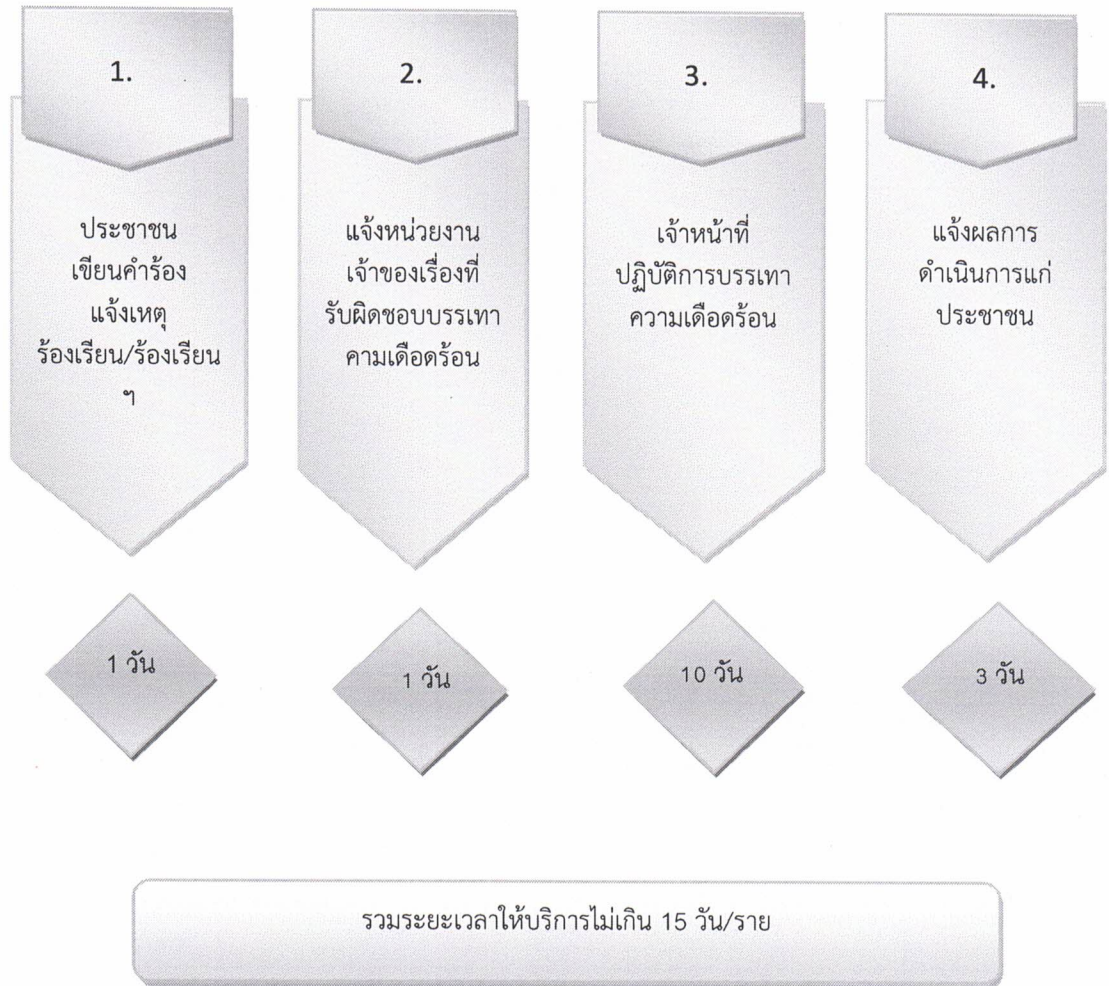 1.
ประชาชน
เขียนคำร้อง
แจ้งเหตุ
ร้องเรียน/ร้องเรียน
ฯ
1 วัน
2.
แจ้งหน่วยงาน
เจ้าของเรื่องที่
รับผิดชอบบรรเทา
คามเดือดร้อน
1 วัน
3.
เจ้าหน้าที่
ปฏิบัติการบรรเทา
ความเดือดร้อน
10 วัน
4.
แจ้งผลการ
ดำเนินการแก่
ประชาชน
3 วัน
รวมระยะเวลาให้บริการไม่เกิน 15 วัน/ราย